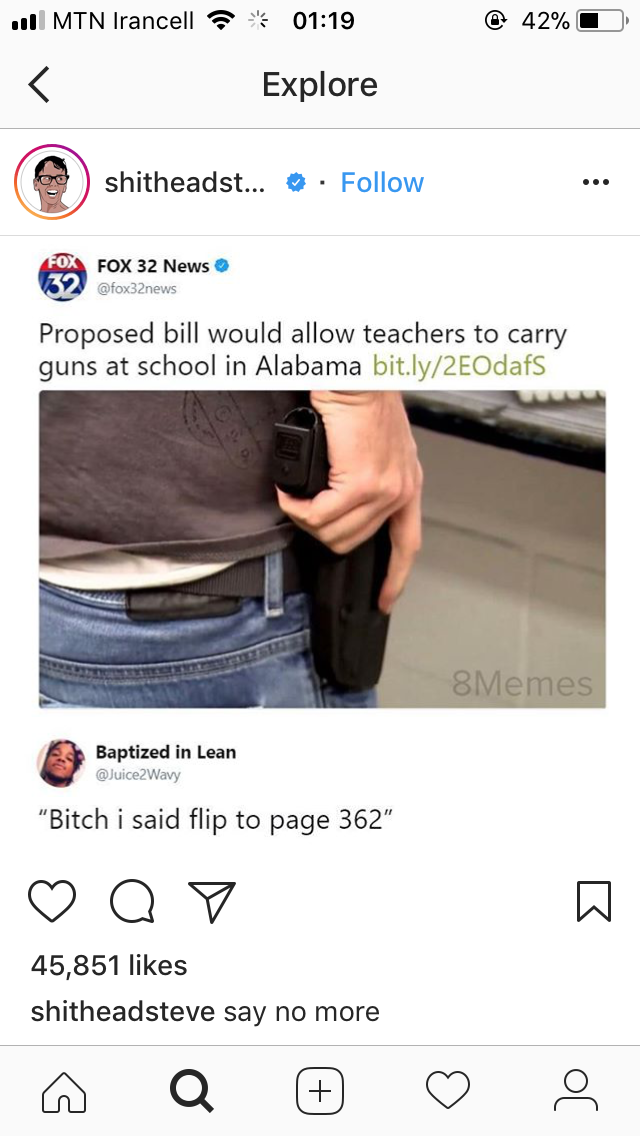 MTN Irancell 01:19 42%
Explore
shitheadst... · Follow
FOX 32 News
@fox32news
Proposed bill would allow teachers to carry
guns at school in Alabama bit.ly/2EOdafS
8Memes
Baptized in Lean
@Juice2Wavy
“Bitch i said flip to page 362”
45,851 likes
shitheadsteve say no more